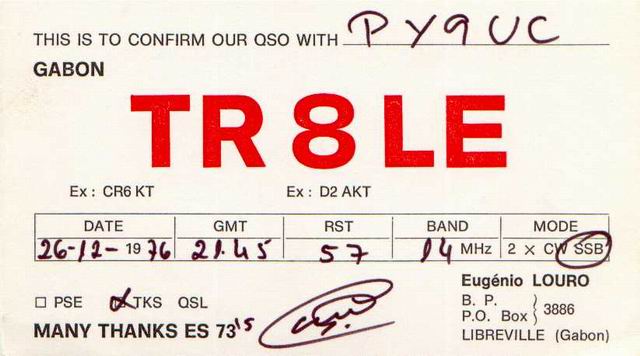 THIS IS TO CONFIRM OUR QSO WITH PY9UC
GABON
TR8LE
Ex : CR6 KT Ex : D2 AKT
DATE GMT RST BAND MODE
26-12-1976 21.45 57 14 MHz 2 x CW SSB
Eugénio LOURO
□ PSE □ TKS QSL B. P.
P.O. Box } 3886
MANY THANKS ES 73's
LIBREVILLE (Gabon)